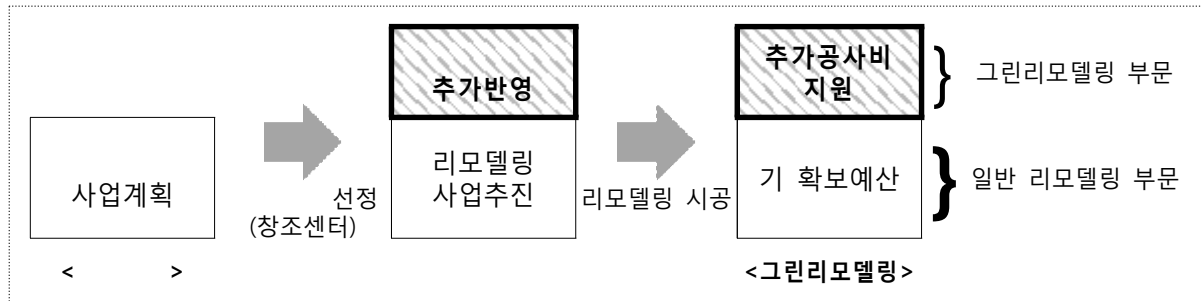 추가반영
추가공사비
지원
그린리모델링 부문
사업계획
리모델링
사업추진
기 확보예산
일반 리모델링 부문
선정
(창조센터)
리모델링 시공
< >
<그린리모델링>